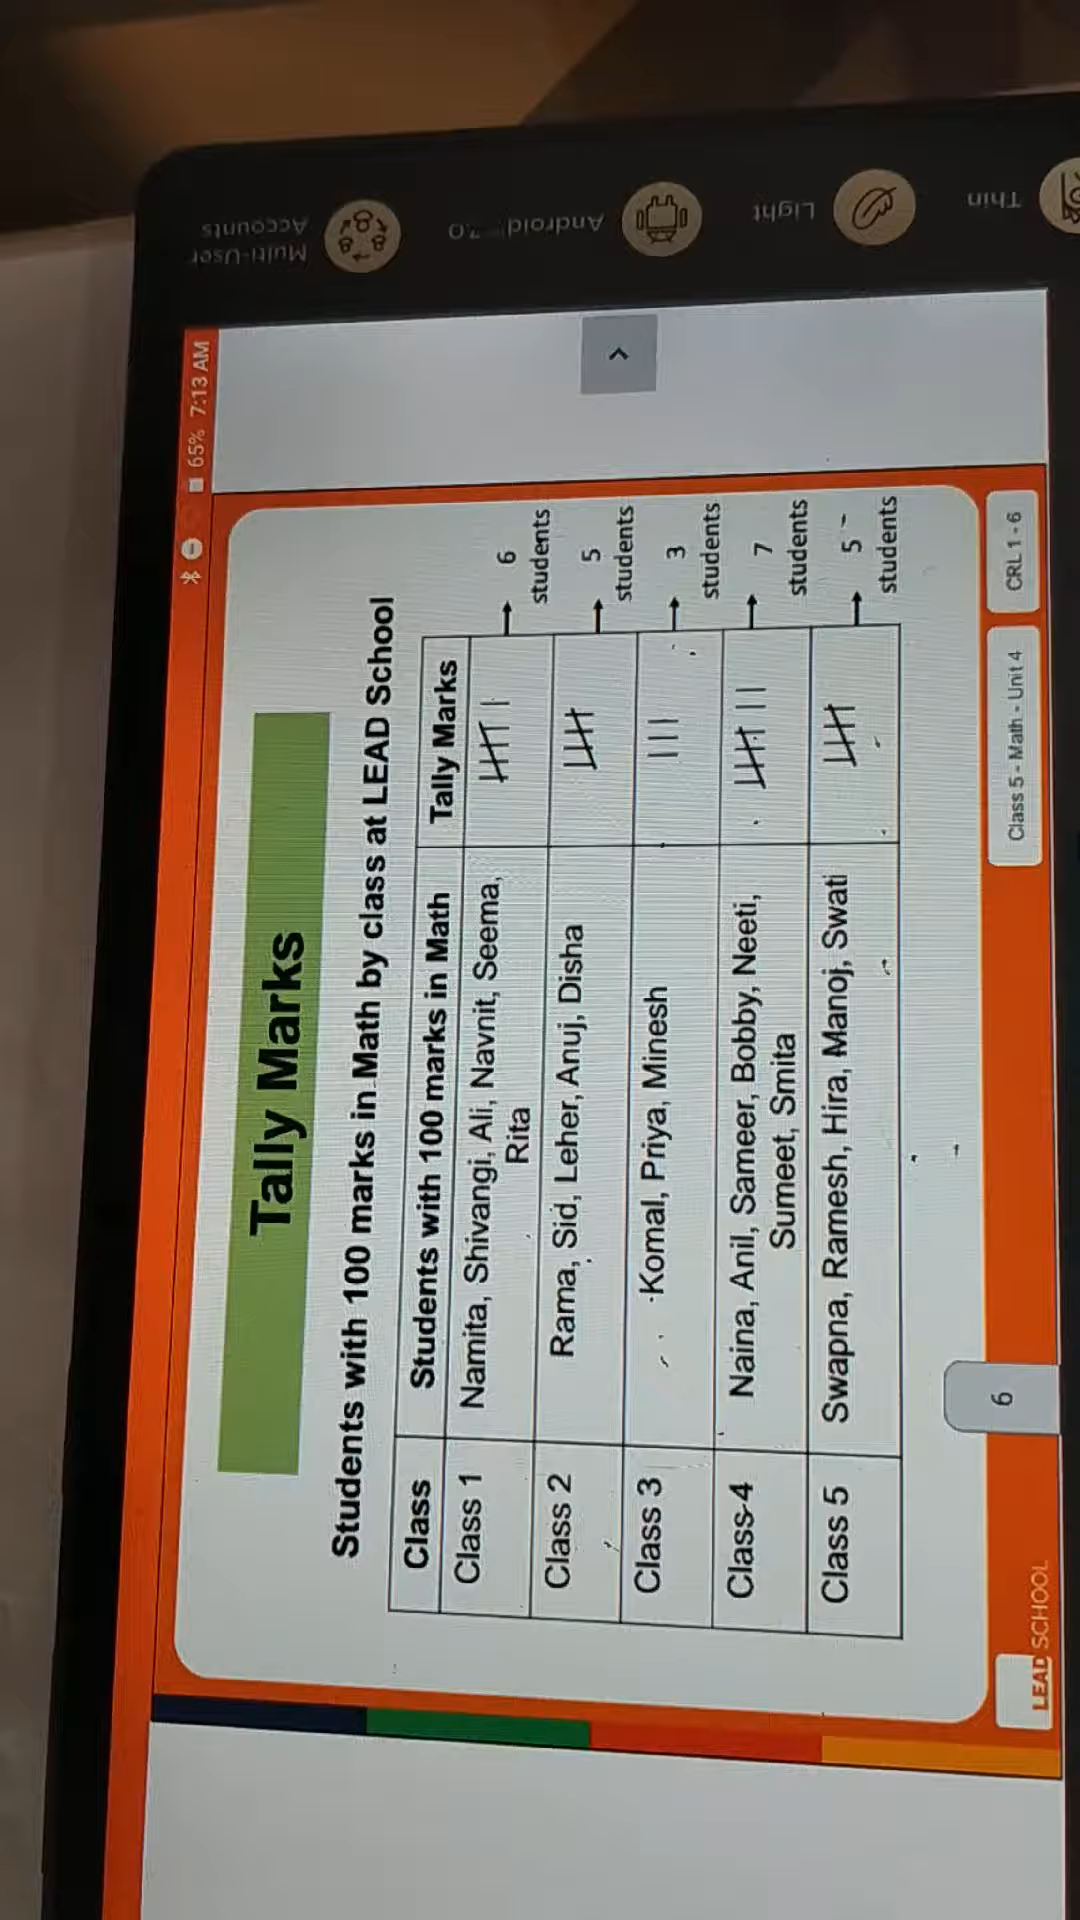 65% 7:13 AM
Tally Marks
Students with 100 marks in Math by class at LEAD School
Class Students with 100 marks in Math Tally Marks
Class 1 Namita, Shivangi, Ali, Navnit, Seema,
Rita
6
students
Class 2 Rama, Sid, Leher, Anuj, Disha
5
students
Class 3 Komal, Priya, Minesh
3
students
Class 4 Naina, Anil, Sameer, Bobby, Neeti,
Sumeet, Smita
7
students
Class 5 Swapna, Ramesh, Hira, Manoj, Swati
5
students
LEAD SCHOOL
6
Class 5 - Math - Unit 4
CRL 1 - 6
Multi-User
Accounts
Android 7.0
Light
Thin